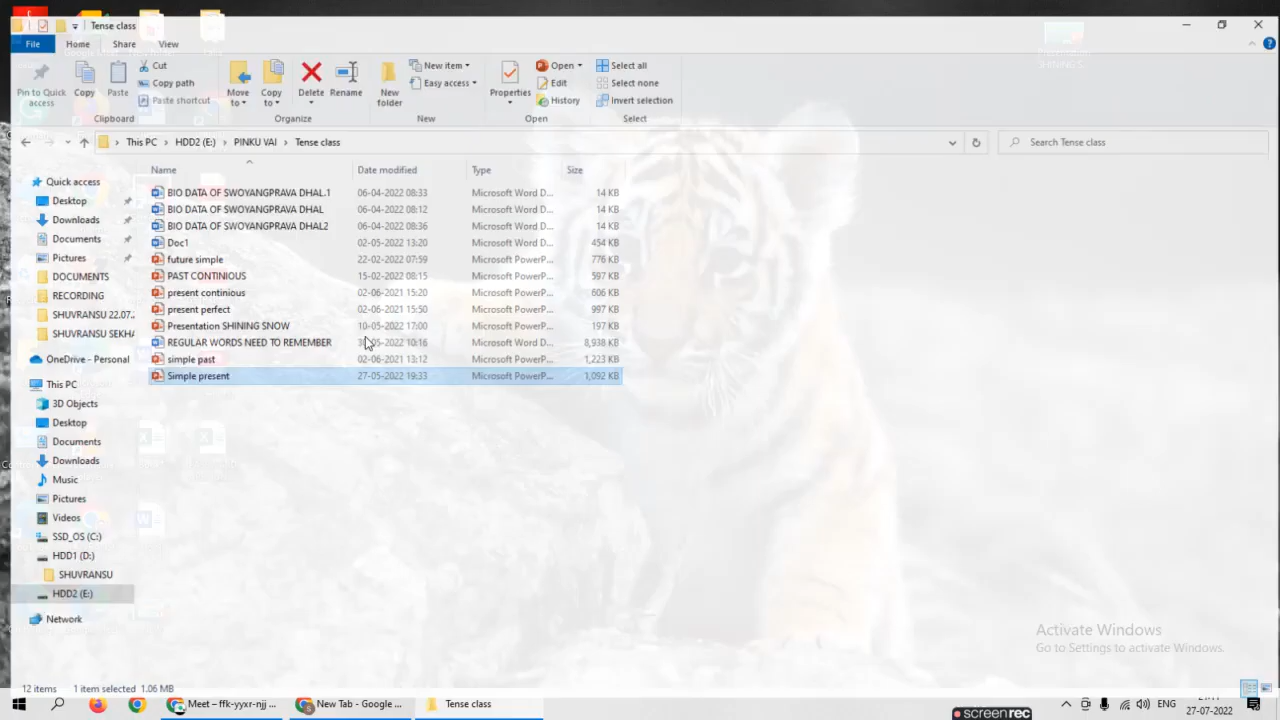 Tense class
File Home Share View
Pin to Quick access
Copy
Paste
Cut
Copy path
Paste shortcut
Clipboard
Move to
Copy to
Delete
Rename
Organize
New folder
New item
Easy access
New
Properties
Open
Edit
History
Open
Select all
Select none
Invert selection
Select
This PC > HDD2 (E:) > PINKU VAI > Tense class
Search Tense class
Name Date modified Type Size
BIO DATA OF SWOYANGPRAVA DHAL.1 06-04-2022 08:33 Microsoft Word D... 14 KB
BIO DATA OF SWOYANGPRAVA DHAL 06-04-2022 08:12 Microsoft Word D... 14 KB
BIO DATA OF SWOYANGPRAVA DHAL2 06-04-2022 08:36 Microsoft Word D... 14 KB
Doc1 02-05-2022 13:20 Microsoft Word D... 454 KB
future simple 22-02-2022 07:59 Microsoft PowerP... 776 KB
PAST CONTINIOUS 15-02-2022 08:15 Microsoft PowerP... 597 KB
present continious 02-06-2021 15:20 Microsoft PowerP... 606 KB
present perfect 02-06-2021 15:50 Microsoft PowerP... 997 KB
Presentation SHINING SNOW 10-05-2022 17:00 Microsoft PowerP... 197 KB
REGULAR WORDS NEED TO REMEMBER 10:16 Microsoft Word D... 8,938 KB
simple past 02-06-2021 13:12 Microsoft PowerP... 1,223 KB
Simple present 27-05-2022 19:33 Microsoft PowerP... 1,092 KB
Quick access
Desktop
Downloads
Documents
Pictures
DOCUMENTS
RECORDING
SHUVRANSU 22.07..
SHUVRANSU SEKHA
OneDrive - Personal
This PC
3D Objects
Desktop
Documents
Downloads
Music
Pictures
Videos
SSD_OS (C:)
HDD1 (D:)
SHUVRANSU
HDD2 (E:)
Network
Activate Windows
Go to Settings to activate Windows.
12 items 1 item selected 1.06 MB
Meet – ffk-yyxr-njj ...
New Tab - Google ...
Tense class
ENG
27-07-2022
screenrec